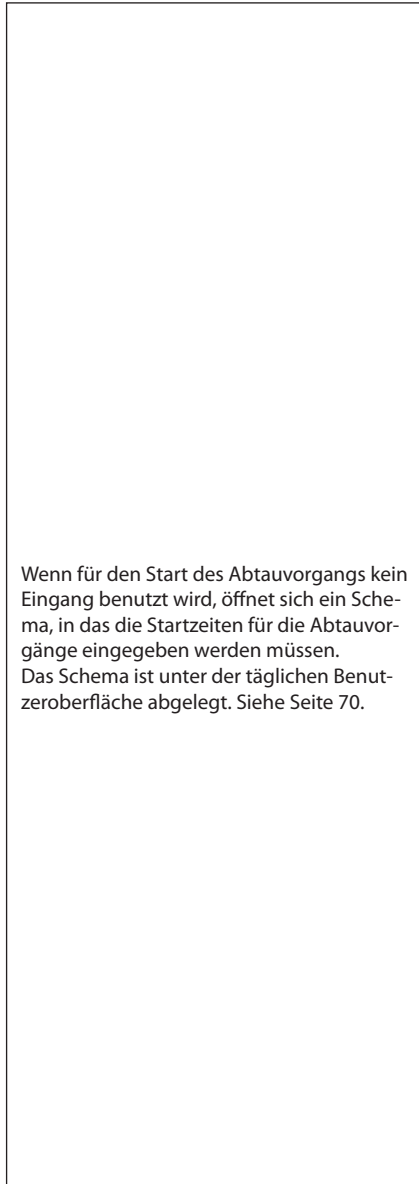 Wenn für den Start des Abtauvorgangs kein
Eingang benutzt wird, öffnet sich ein Sche-
ma, in das die Startzeiten für die Abtauvor-
gänge eingegeben werden müssen.
Das Schema ist unter der täglichen Benut-
zeroberfläche abgelegt. Siehe Seite 70.